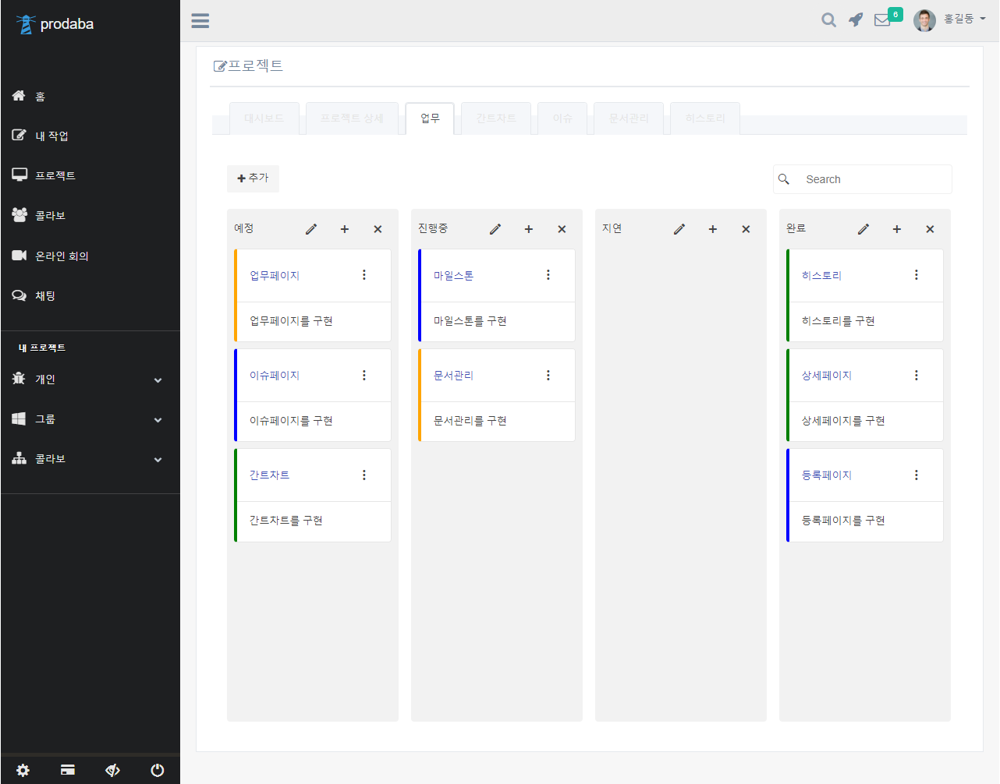 prodaba
6
홍길동
홈
내 작업
프로젝트
콜라보
온라인 회의
채팅
내 프로젝트
개인
그룹
콜라보
프로젝트
대시보드 프로젝트 상세 업무 간트차트 이슈 문서관리 히스토리
추가
Search
예정
업무페이지
업무페이지를 구현
이슈페이지
이슈페이지를 구현
간트차트
간트차트를 구현
진행중
마일스톤
마일스톤를 구현
문서관리
문서관리를 구현
지연
완료
히스토리
히스토리를 구현
상세페이지
상세페이지를 구현
등록페이지
등록페이지를 구현